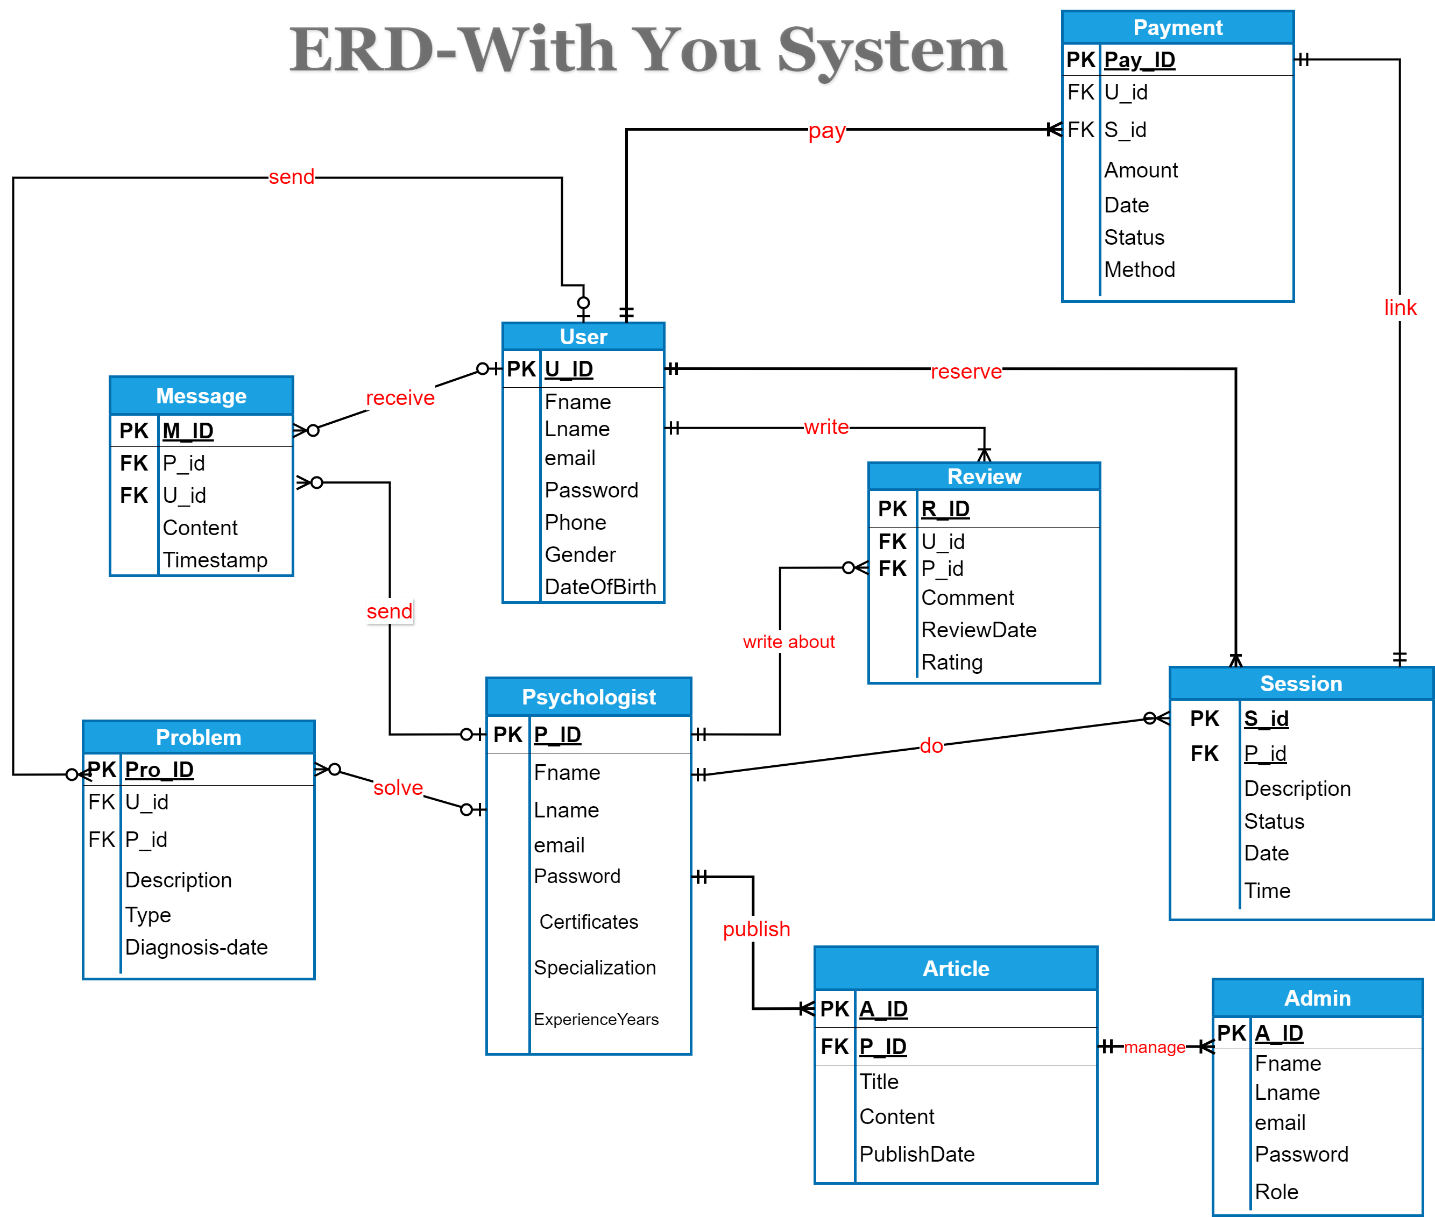 ERD-With You System
Payment
PK Pay_ID
FK U_id
FK S_id
Amount
Date
Status
Method
pay
send
link
User
PK U_ID
Fname
Lname
email
Password
Phone
Gender
DateOfBirth
reserve
write
receive
Message
PK M_ID
FK P_id
FK U_id
Content
Timestamp
Review
PK R_ID
FK U_id
FK P_id
Comment
ReviewDate
Rating
send
write about
Psychologist
PK P_ID
Fname
Lname
email
Password
Certificates
Specialization
ExperienceYears
Session
PK S_id
FK P_id
Description
Status
Date
Time
do
Problem
PK Pro_ID
FK U_id
FK P_id
Description
Type
Diagnosis-date
solve
publish
Article
PK A_ID
FK P_ID
Title
Content
PublishDate
manage
Admin
PK A_ID
Fname
Lname
email
Password
Role